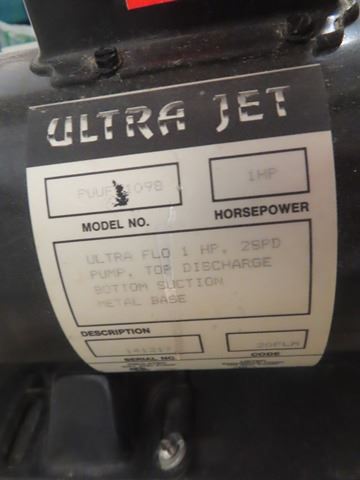 ULTRA JET
1HP
MODEL NO. HORSEPOWER
ULTRA FLO 1 HP, 2SPD
PUMP, TOP DISCHARGE
BOTTOM SUCTION
METAL BASE
DESCRIPTION
20FLM
SERIAL NO. CODE